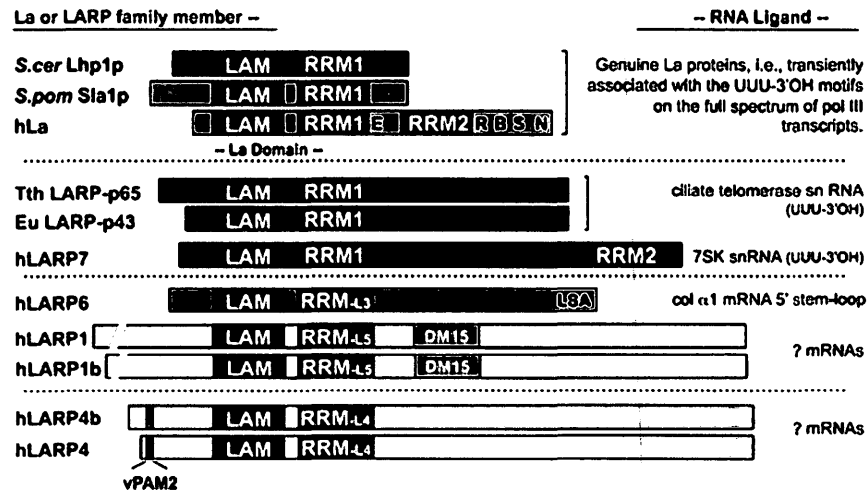 La or LARP family member --
-- RNA Ligand --
S.cer Lhp1p LAM RRM1
S.pom Sla1p LAM RRM1
hLa LAM RRM1 E RRM2 R B S N
Genuine La proteins, i.e., transiently
associated with the UUU-3'OH motifs
on the full spectrum of pol III
transcripts.
-- La Domain --
Tth LARP-p65 LAM RRM1
Eu LARP-p43 LAM RRM1
ciliate telomerase sn RNA
(UUU-3'OH)
hLARP7 LAM RRM1 RRM2 7SK snRNA (UUU-3'OH)
hLARP6 LAM RRM-L3 LSA col α1 mRNA 5' stem-loop
hLARP1 LAM RRM-L5 DM15
hLARP1b LAM RRM-L5 DM15
? mRNAs
hLARP4b LAM RRM-L4
hLARP4 LAM RRM-L4
? mRNAs
vPAM2